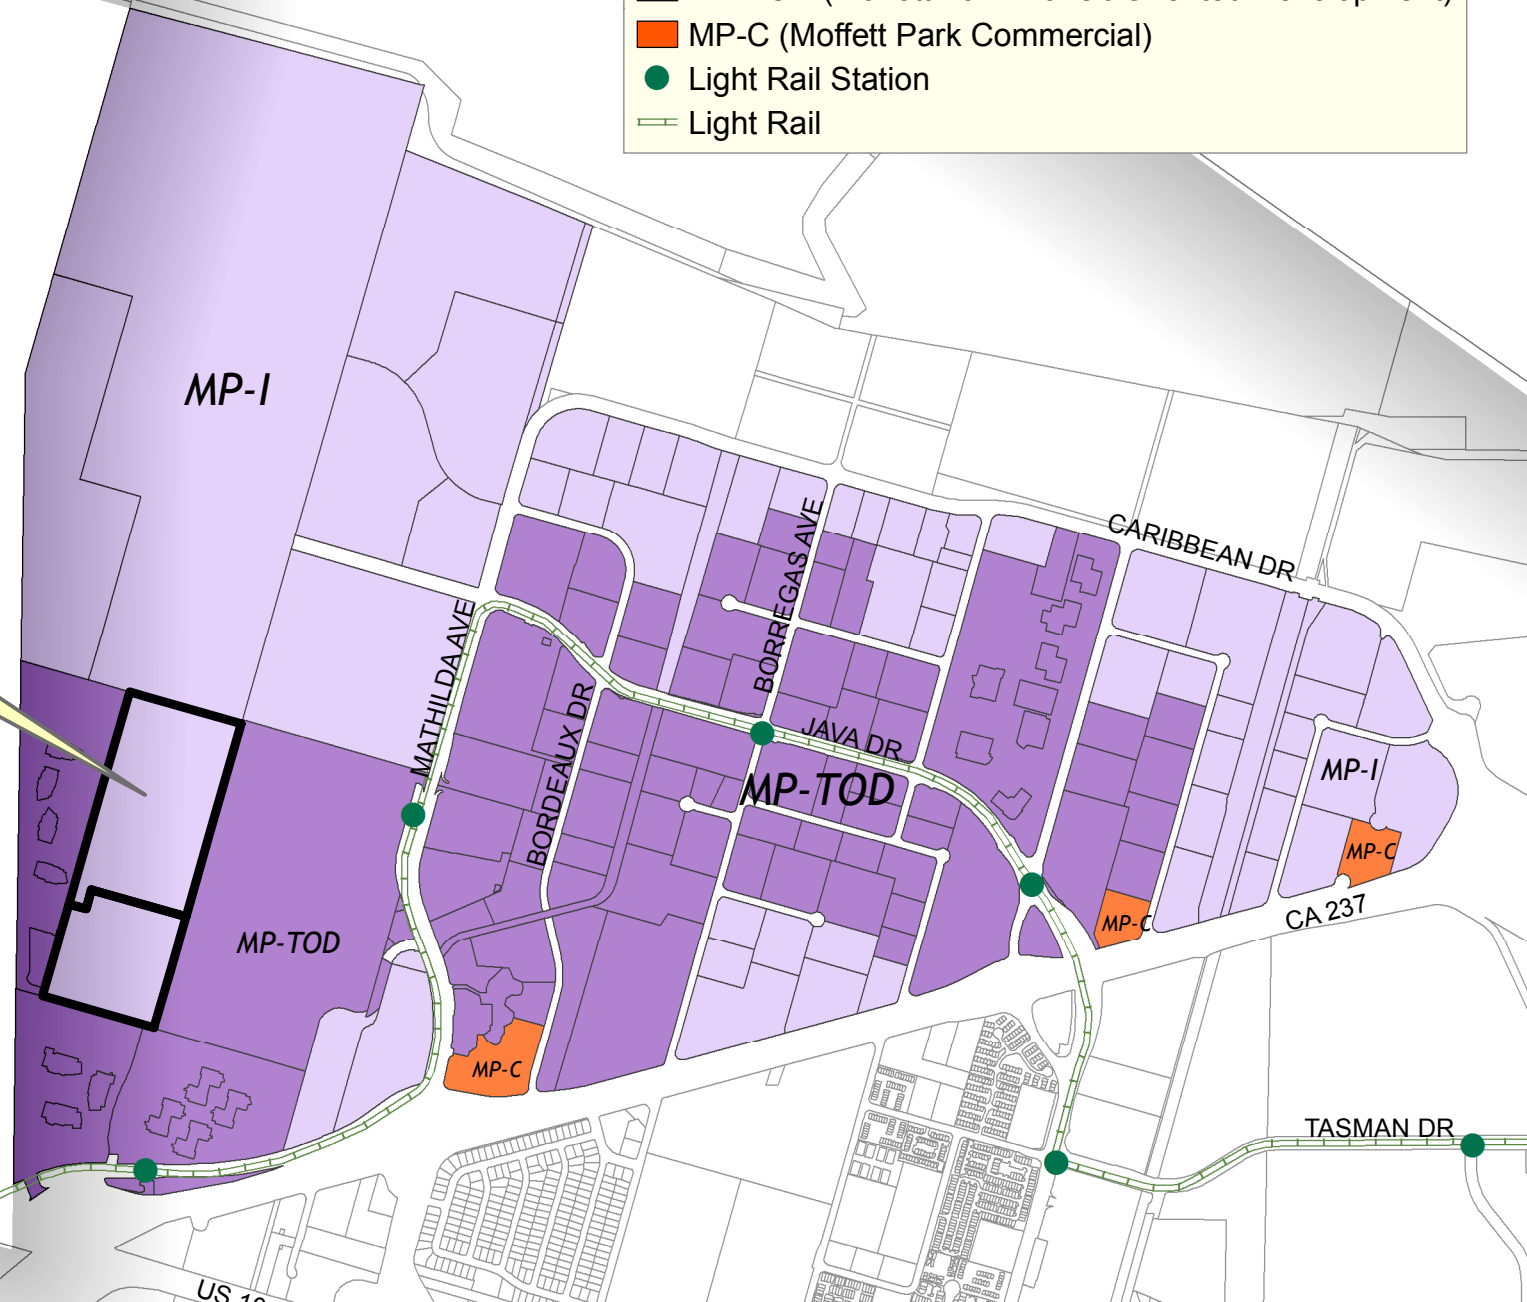 MP-C (Moffett Park Commercial)
Light Rail Station
Light Rail
MP-I
CARIBBEAN DR
BORREGAS AVE
MATHILDA AVE
BORDEAUX DR
JAVA DR
MP-TOD
MP-I
MP-C
MP-C
CA 237
MP-TOD
MP-C
TASMAN DR